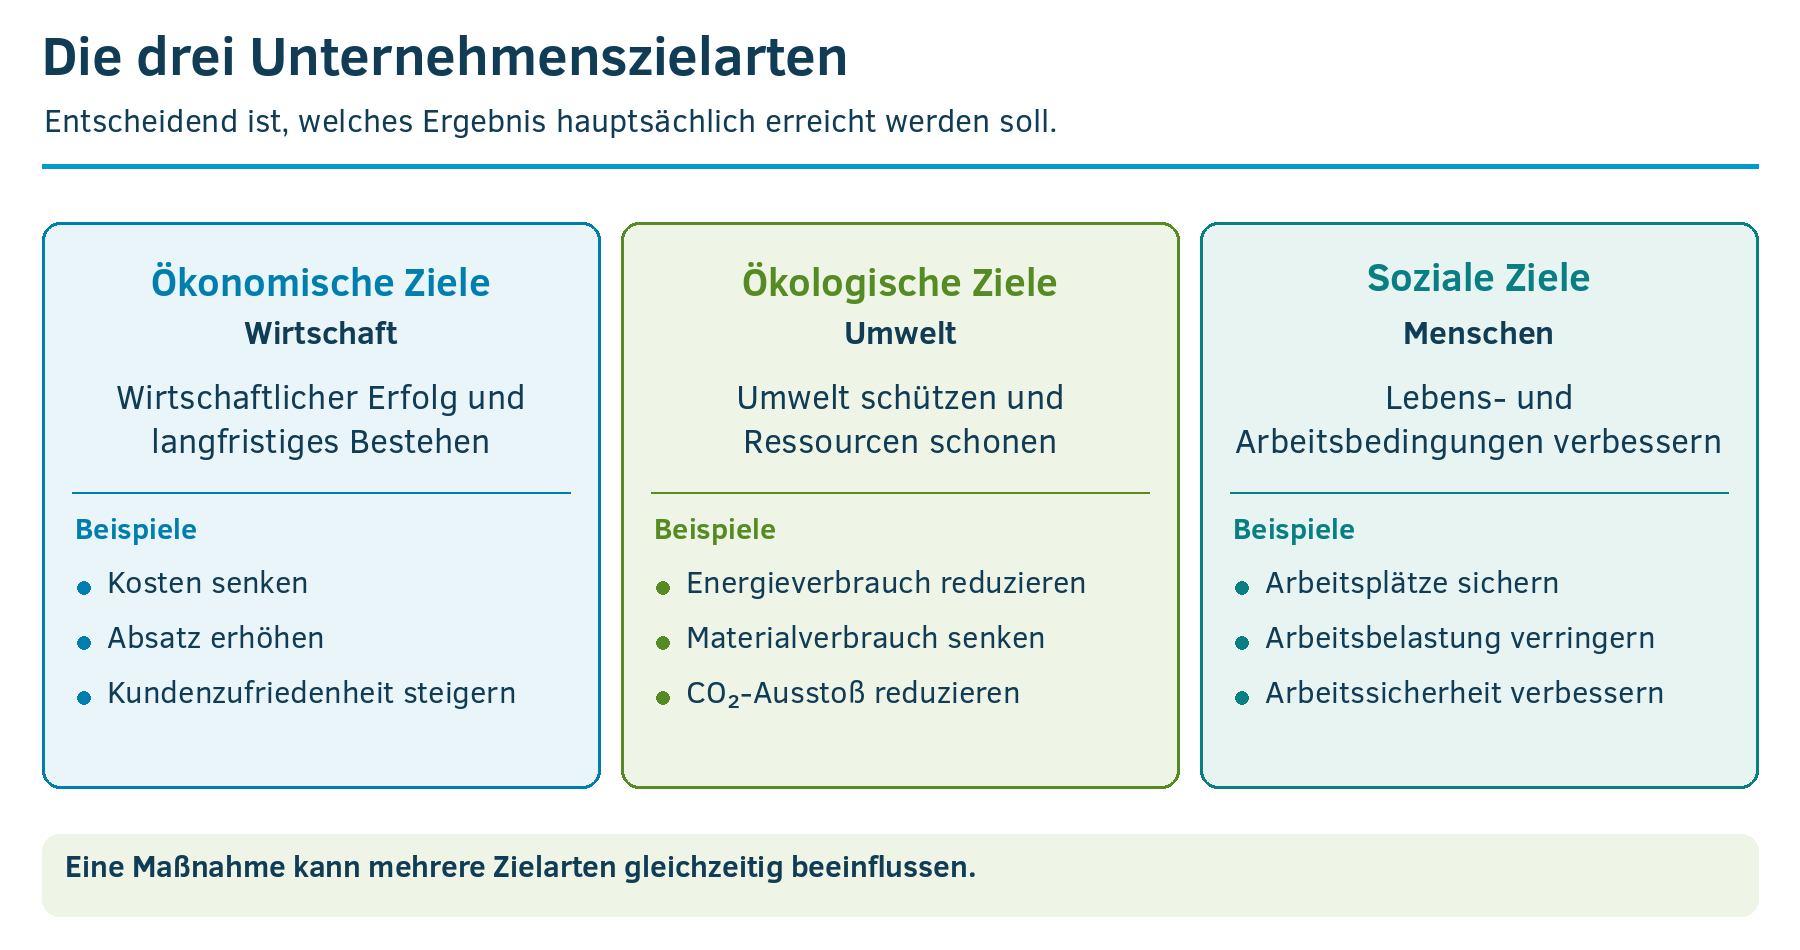 Die drei Unternehmenszielarten
Entscheidend ist, welches Ergebnis hauptsächlich erreicht werden soll.
Ökonomische Ziele
Wirtschaft
Wirtschaftlicher Erfolg und
langfristiges Bestehen
Beispiele
Kosten senken
Absatz erhöhen
Kundenzufriedenheit steigern
Ökologische Ziele
Umwelt
Umwelt schützen und
Ressourcen schonen
Beispiele
Energieverbrauch reduzieren
Materialverbrauch senken
CO₂-Ausstoß reduzieren
Soziale Ziele
Menschen
Lebens- und
Arbeitsbedingungen verbessern
Beispiele
Arbeitsplätze sichern
Arbeitsbelastung verringern
Arbeitssicherheit verbessern
Eine Maßnahme kann mehrere Zielarten gleichzeitig beeinflussen.